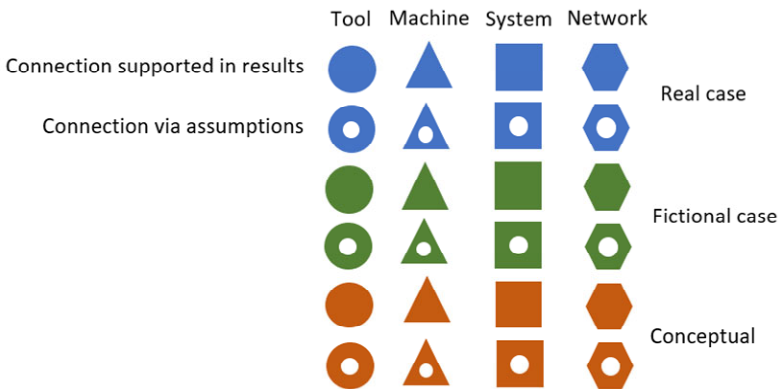 Tool Machine System Network
Connection supported in results
Real case
Connection via assumptions
Fictional case
Conceptual